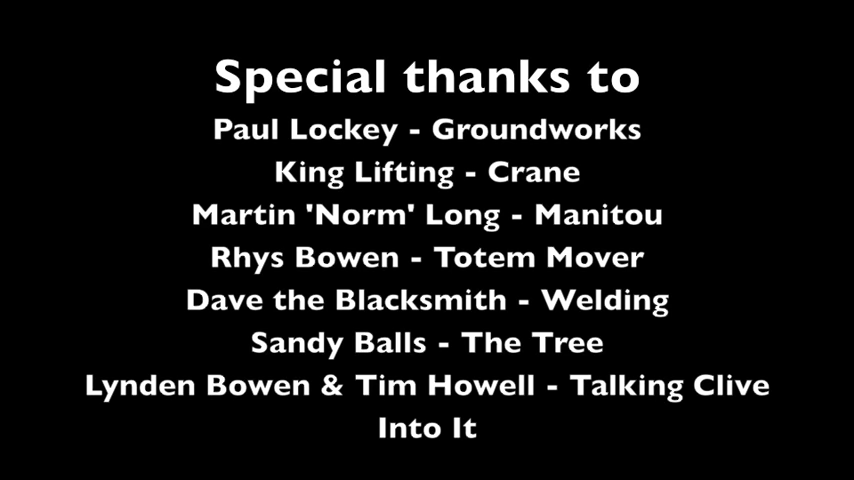 Special thanks to
Paul Lockey - Groundworks
King Lifting - Crane
Martin 'Norm' Long - Manitou
Rhys Bowen - Totem Mover
Dave the Blacksmith - Welding
Sandy Balls - The Tree
Lynden Bowen & Tim Howell - Talking Clive
Into It